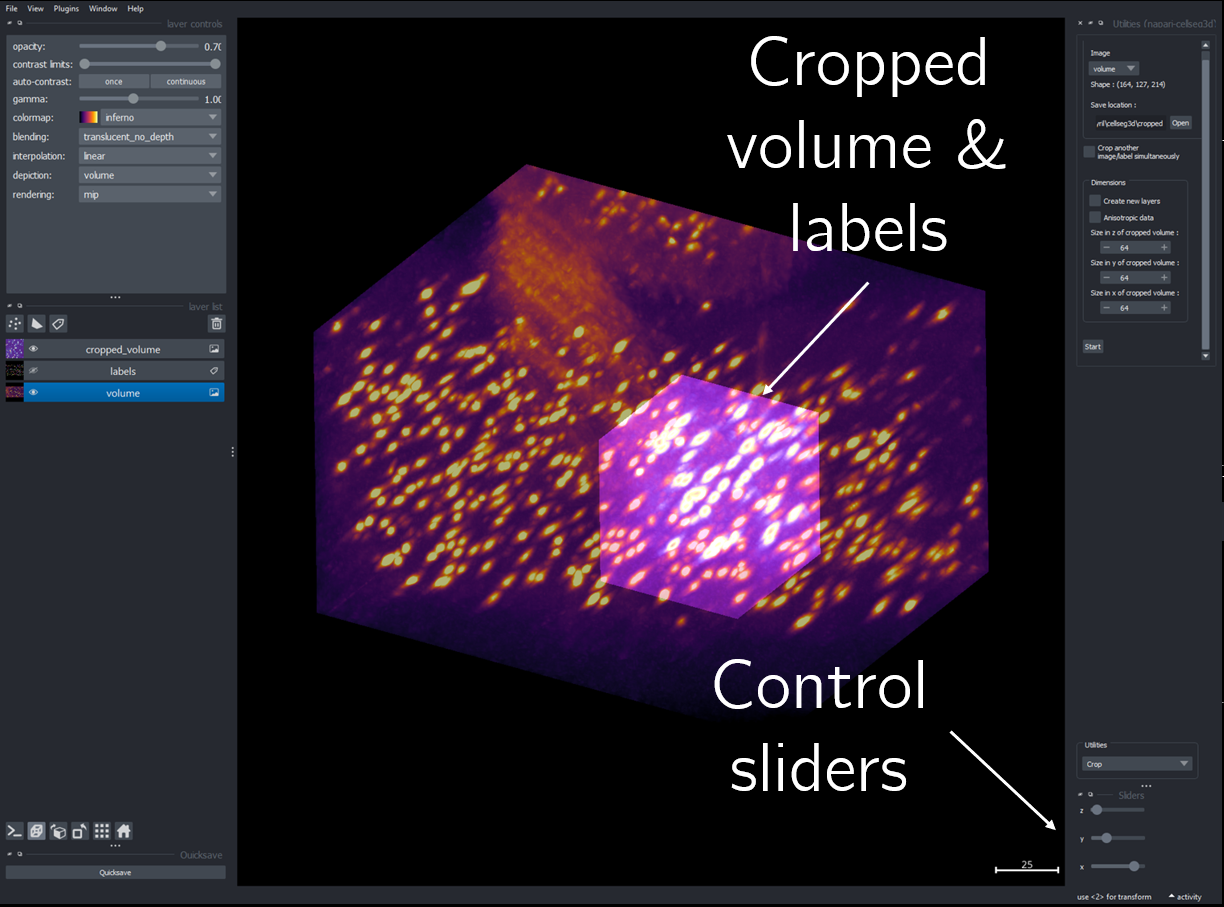 File View Plugins Window Help
layer controls
opacity: 0.70
contrast limits:
auto-contrast: once continuous
gamma: 1.00
colormap: inferno
blending: translucent_no_depth
interpolation: linear
depiction: volume
rendering: mip
layer list
cropped_volume
labels
volume
Quicksave
Quicksave
Cropped
volume &
labels
Control
sliders
25
Utilities (napari-cellseg3d)
Image
volume
Shape : (164, 127, 214)
Save location :
\cellseg3d\cropped Open
Crop another
image/label simultaneously
Dimensions
Create new layers
Anisotropic data
Size in z of cropped volume :
− 64 +
Size in y of cropped volume :
− 64 +
Size in x of cropped volume :
− 64 +
Start
Utilities
Crop
Sliders
z
y
x
use <2> for transform activity